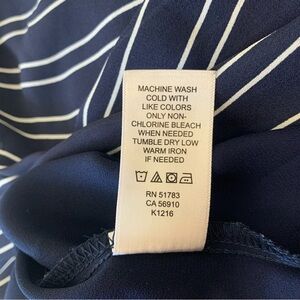 MACHINE WASH
COLD WITH
LIKE COLORS
ONLY NON-
CHLORINE BLEACH
WHEN NEEDED
TUMBLE DRY LOW
WARM IRON
IF NEEDED
RN 51783
CA 56910
K1216